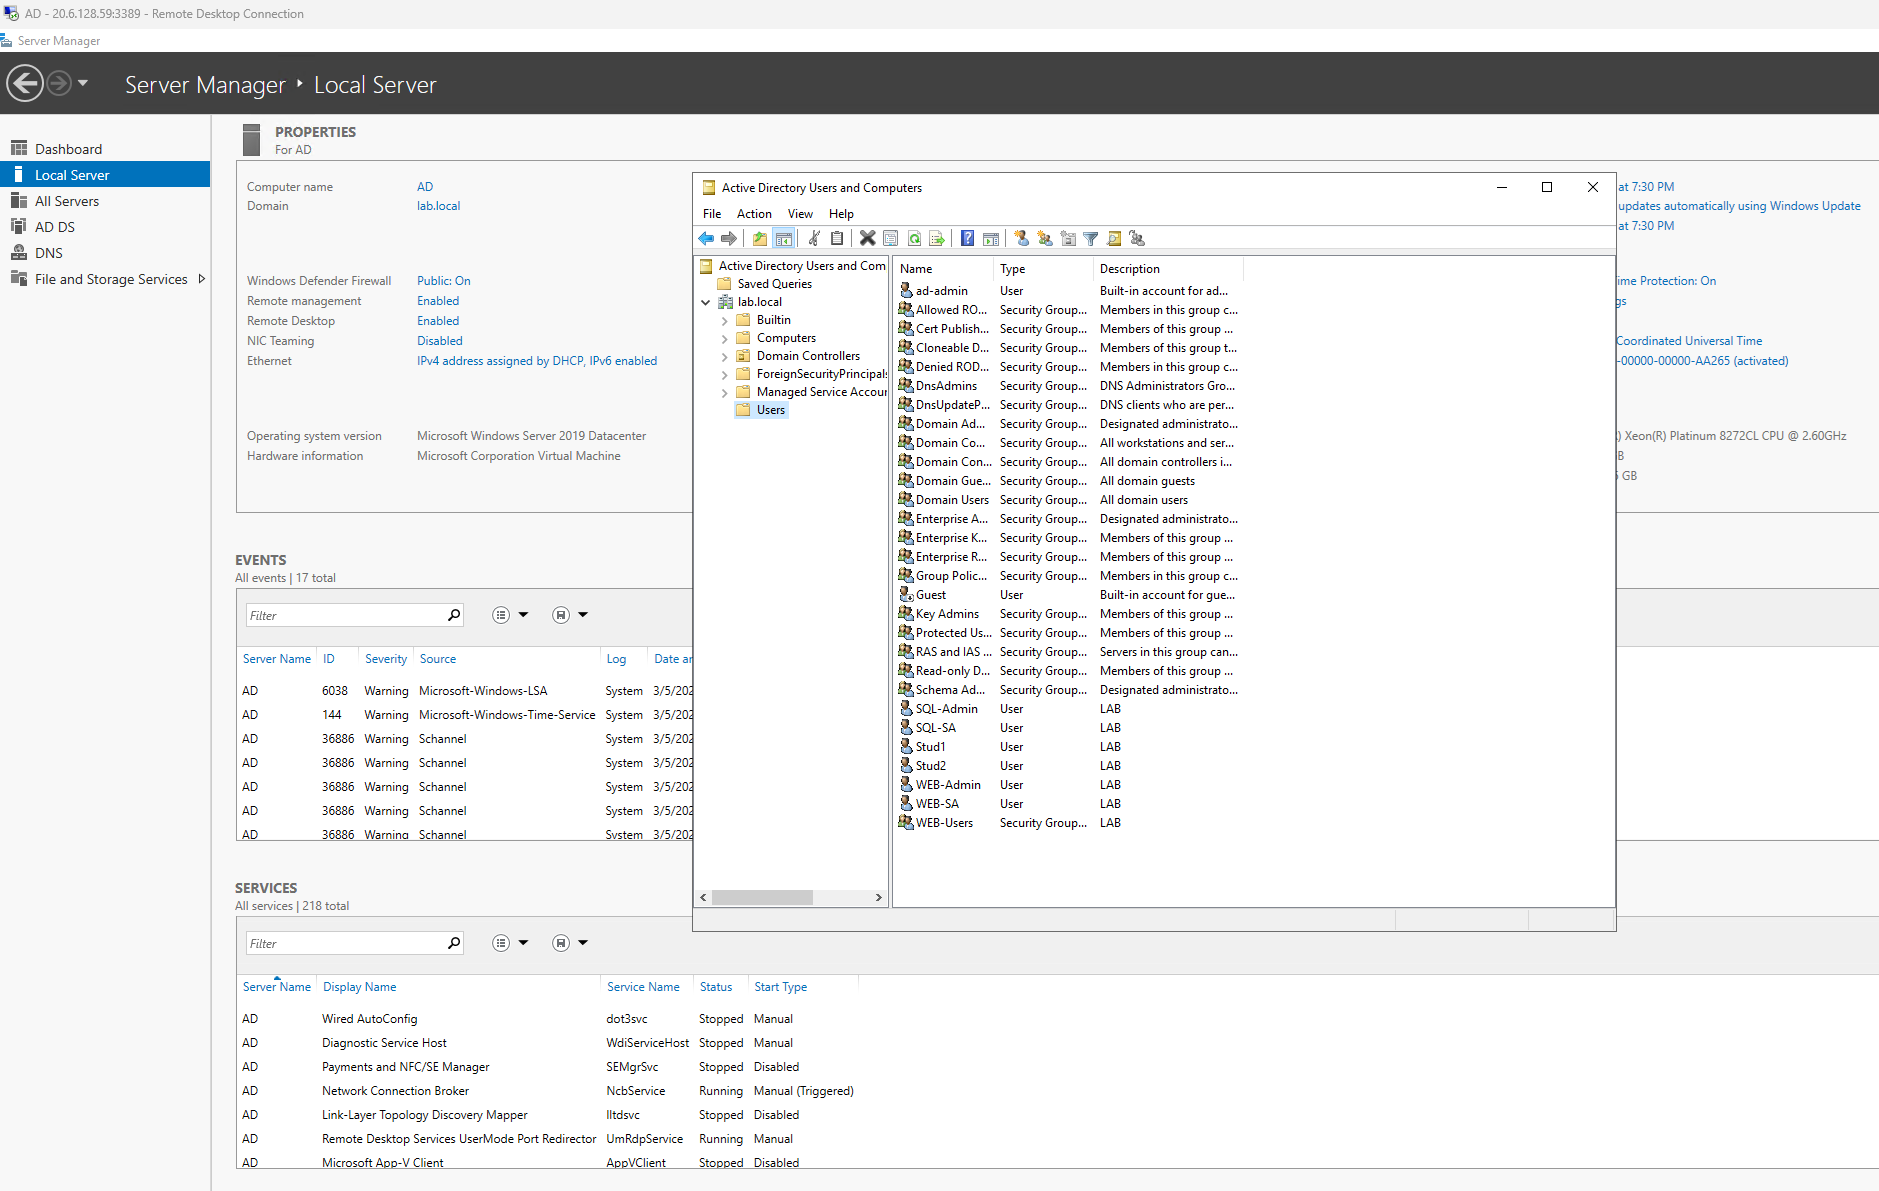 AD - 20.6.128.59:3389 - Remote Desktop Connection
Server Manager
Server Manager ‣ Local Server
Dashboard
Local Server
All Servers
AD DS
DNS
File and Storage Services
PROPERTIES
For AD
Computer name AD
Domain lab.local
Windows Defender Firewall Public: On
Remote management Enabled
Remote Desktop Enabled
NIC Teaming Disabled
Ethernet IPv4 address assigned by DHCP, IPv6 enabled
Operating system version Microsoft Windows Server 2019 Datacenter
Hardware information Microsoft Corporation Virtual Machine
at 7:30 PM
updates automatically using Windows Update
at 7:30 PM
ime Protection: On
gs
Coordinated Universal Time
-00000-00000-AA265 (activated)
) Xeon(R) Platinum 8272CL CPU @ 2.60GHz
B
GB
EVENTS
All events | 17 total
Filter
Server Name ID Severity Source Log Date an
AD 6038 Warning Microsoft-Windows-LSA System 3/5/202
AD 144 Warning Microsoft-Windows-Time-Service System 3/5/202
AD 36886 Warning Schannel System 3/5/202
AD 36886 Warning Schannel System 3/5/202
AD 36886 Warning Schannel System 3/5/202
AD 36886 Warning Schannel System 3/5/202
AD 36886 Warning Schannel System 3/5/202
SERVICES
All services | 218 total
Filter
Server Name Display Name Service Name Status Start Type
AD Wired AutoConfig dot3svc Stopped Manual
AD Diagnostic Service Host WdiServiceHost Stopped Manual
AD Payments and NFC/SE Manager SEMgrSvc Stopped Disabled
AD Network Connection Broker NcbService Running Manual (Triggered)
AD Link-Layer Topology Discovery Mapper lltdsvc Stopped Disabled
AD Remote Desktop Services UserMode Port Redirector UmRdpService Running Manual
AD Microsoft App-V Client AppVClient Stopped Disabled
Active Directory Users and Computers
File Action View Help
Active Directory Users and Com
Saved Queries
lab.local
Builtin
Computers
Domain Controllers
ForeignSecurityPrincipals
Managed Service Accour
Users
Name Type Description
ad-admin User Built-in account for ad...
Allowed RO... Security Group... Members in this group c...
Cert Publish... Security Group... Members of this group ...
Cloneable D... Security Group... Members of this group t...
Denied ROD... Security Group... Members in this group c...
DnsAdmins Security Group... DNS Administrators Gro...
DnsUpdateP... Security Group... DNS clients who are per...
Domain Ad... Security Group... Designated administrato...
Domain Co... Security Group... All workstations and ser...
Domain Con... Security Group... All domain controllers i...
Domain Gue... Security Group... All domain guests
Domain Users Security Group... All domain users
Enterprise A... Security Group... Designated administrato...
Enterprise K... Security Group... Members of this group ...
Enterprise R... Security Group... Members of this group ...
Group Polic... Security Group... Members in this group c...
Guest User Built-in account for gue...
Key Admins Security Group... Members of this group ...
Protected Us... Security Group... Members of this group ...
RAS and IAS ... Security Group... Servers in this group can...
Read-only D... Security Group... Members of this group ...
Schema Ad... Security Group... Designated administrato...
SQL-Admin User LAB
SQL-SA User LAB
Stud1 User LAB
Stud2 User LAB
WEB-Admin User LAB
WEB-SA User LAB
WEB-Users Security Group... LAB